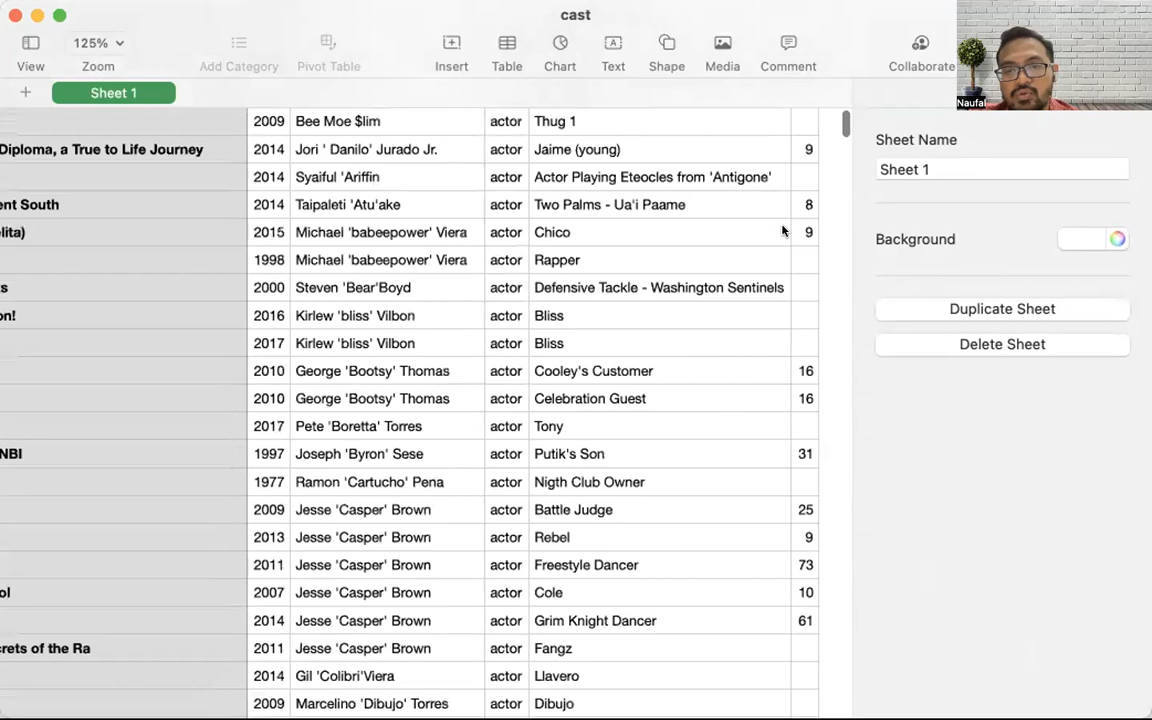 cast
125%
View
Zoom
Add Category
Pivot Table
Insert
Table
Chart
Text
Shape
Media
Comment
Collaborate
Naufal
Sheet 1
2009 Bee Moe $lim actor Thug 1
Diploma, a True to Life Journey 2014 Jori ' Danilo' Jurado Jr. actor Jaime (young) 9
2014 Syaiful 'Ariffin actor Actor Playing Eteocles from 'Antigone'
ent South 2014 Taipaleti 'Atu'ake actor Two Palms - Ua'i Paame 8
elita) 2015 Michael 'babeepower' Viera actor Chico 9
1998 Michael 'babeepower' Viera actor Rapper
s 2000 Steven 'Bear'Boyd actor Defensive Tackle - Washington Sentinels
on! 2016 Kirlew 'bliss' Vilbon actor Bliss
2017 Kirlew 'bliss' Vilbon actor Bliss
2010 George 'Bootsy' Thomas actor Cooley's Customer 16
2010 George 'Bootsy' Thomas actor Celebration Guest 16
2017 Pete 'Boretta' Torres actor Tony
NBI 1997 Joseph 'Byron' Sese actor Putik's Son 31
1977 Ramon 'Cartucho' Pena actor Nigth Club Owner
2009 Jesse 'Casper' Brown actor Battle Judge 25
2013 Jesse 'Casper' Brown actor Rebel 9
2011 Jesse 'Casper' Brown actor Freestyle Dancer 73
ol 2007 Jesse 'Casper' Brown actor Cole 10
2014 Jesse 'Casper' Brown actor Grim Knight Dancer 61
crets of the Ra 2011 Jesse 'Casper' Brown actor Fangz
2014 Gil 'Colibri'Viera actor Llavero
2009 Marcelino 'Dibujo' Torres actor Dibujo
Sheet Name
Sheet 1
Background
Duplicate Sheet
Delete Sheet